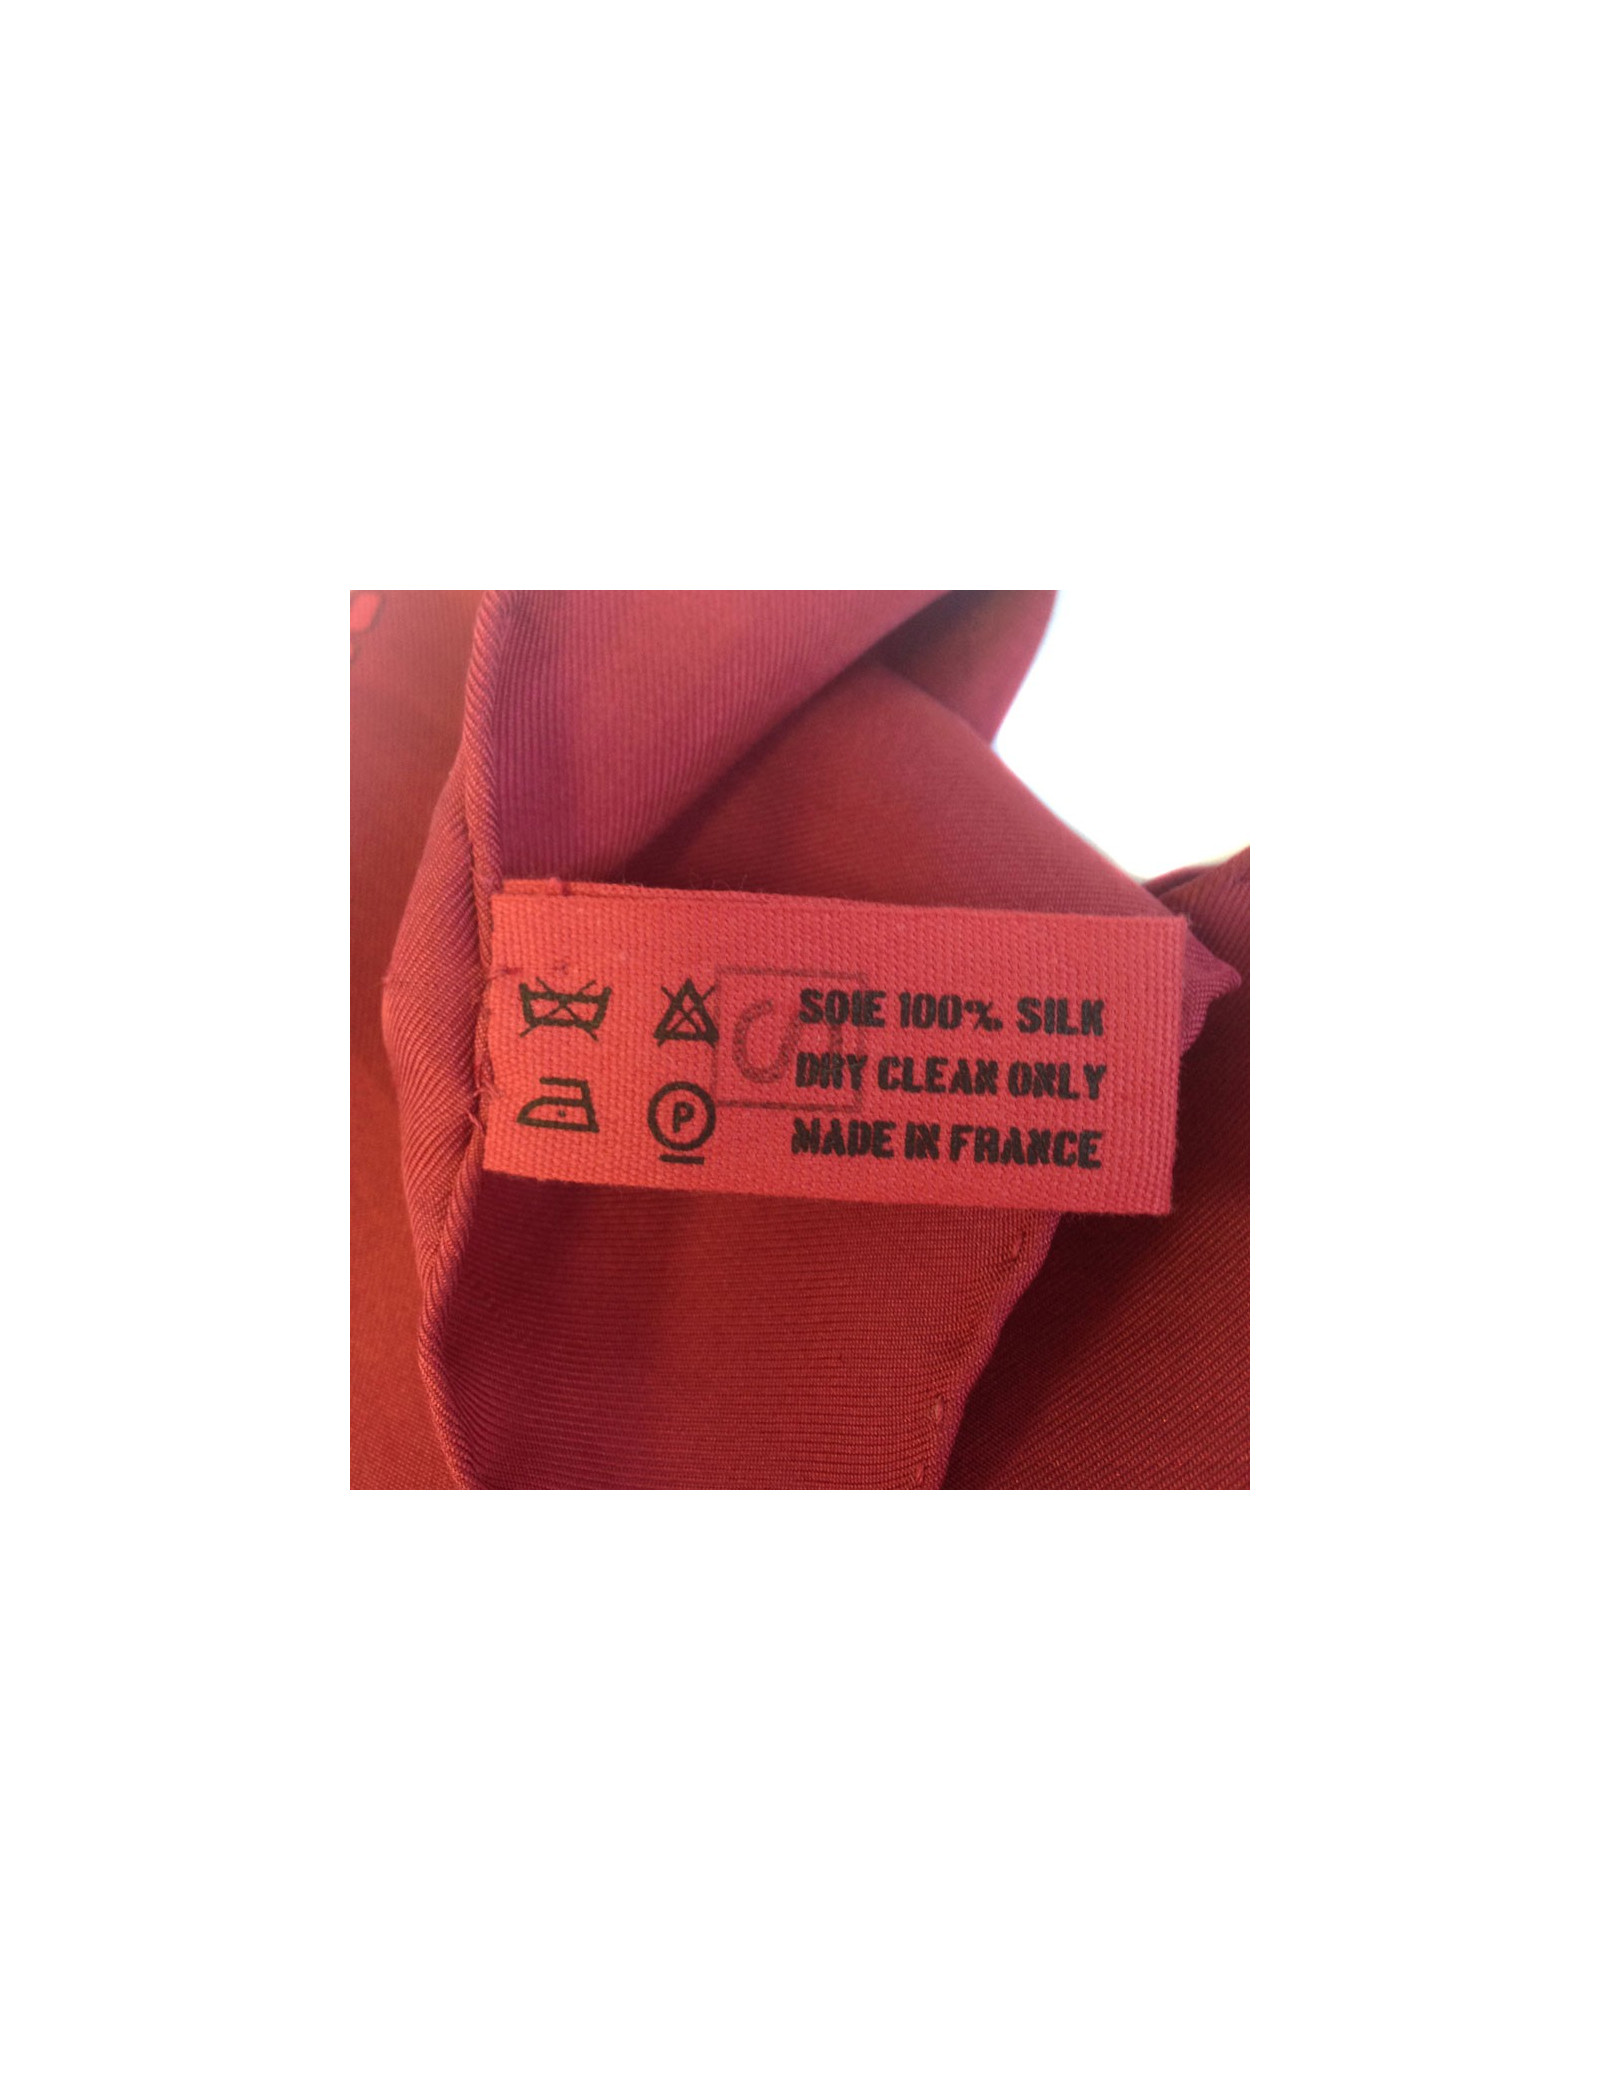 SOIE 100% SILK
DRY CLEAN ONLY
MADE IN FRANCE
P